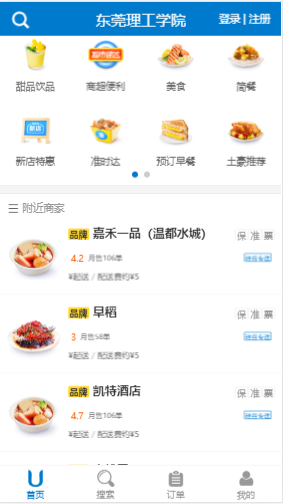 东莞理工学院 登录 | 注册
甜品饮品 商超便利 美食 简餐
新店特惠 准时达 预订早餐 土豪推荐
附近商家
品牌 嘉禾一品（温都水城） 保 准 票
4.2 月售106单
¥起送 / 配送费约¥5
品牌 早稻 保 准 票
3 月售58单
¥起送 / 配送费约¥5
品牌 凯特酒店 保 准 票
4.7 月售106单
¥起送 / 配送费约¥5
首页 搜索 订单 我的